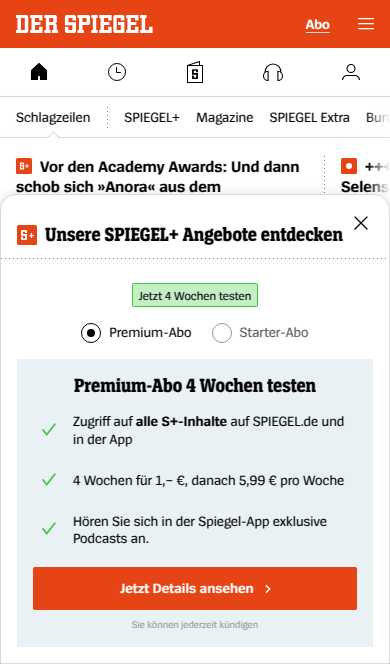 DER SPIEGEL
Abo
Schlagzeilen
SPIEGEL+
Magazine
SPIEGEL Extra
S+ Vor den Academy Awards: Und dann
schob sich »Anora« aus dem
+++
Selens
S+ Unsere SPIEGEL+ Angebote entdecken
Jetzt 4 Wochen testen
Premium-Abo
Starter-Abo
Premium-Abo 4 Wochen testen
Zugriff auf alle S+-Inhalte auf SPIEGEL.de und
in der App
4 Wochen für 1,– €, danach 5,99 € pro Woche
Hören Sie sich in der Spiegel-App exklusive
Podcasts an.
Jetzt Details ansehen
Sie können jederzeit kündigen